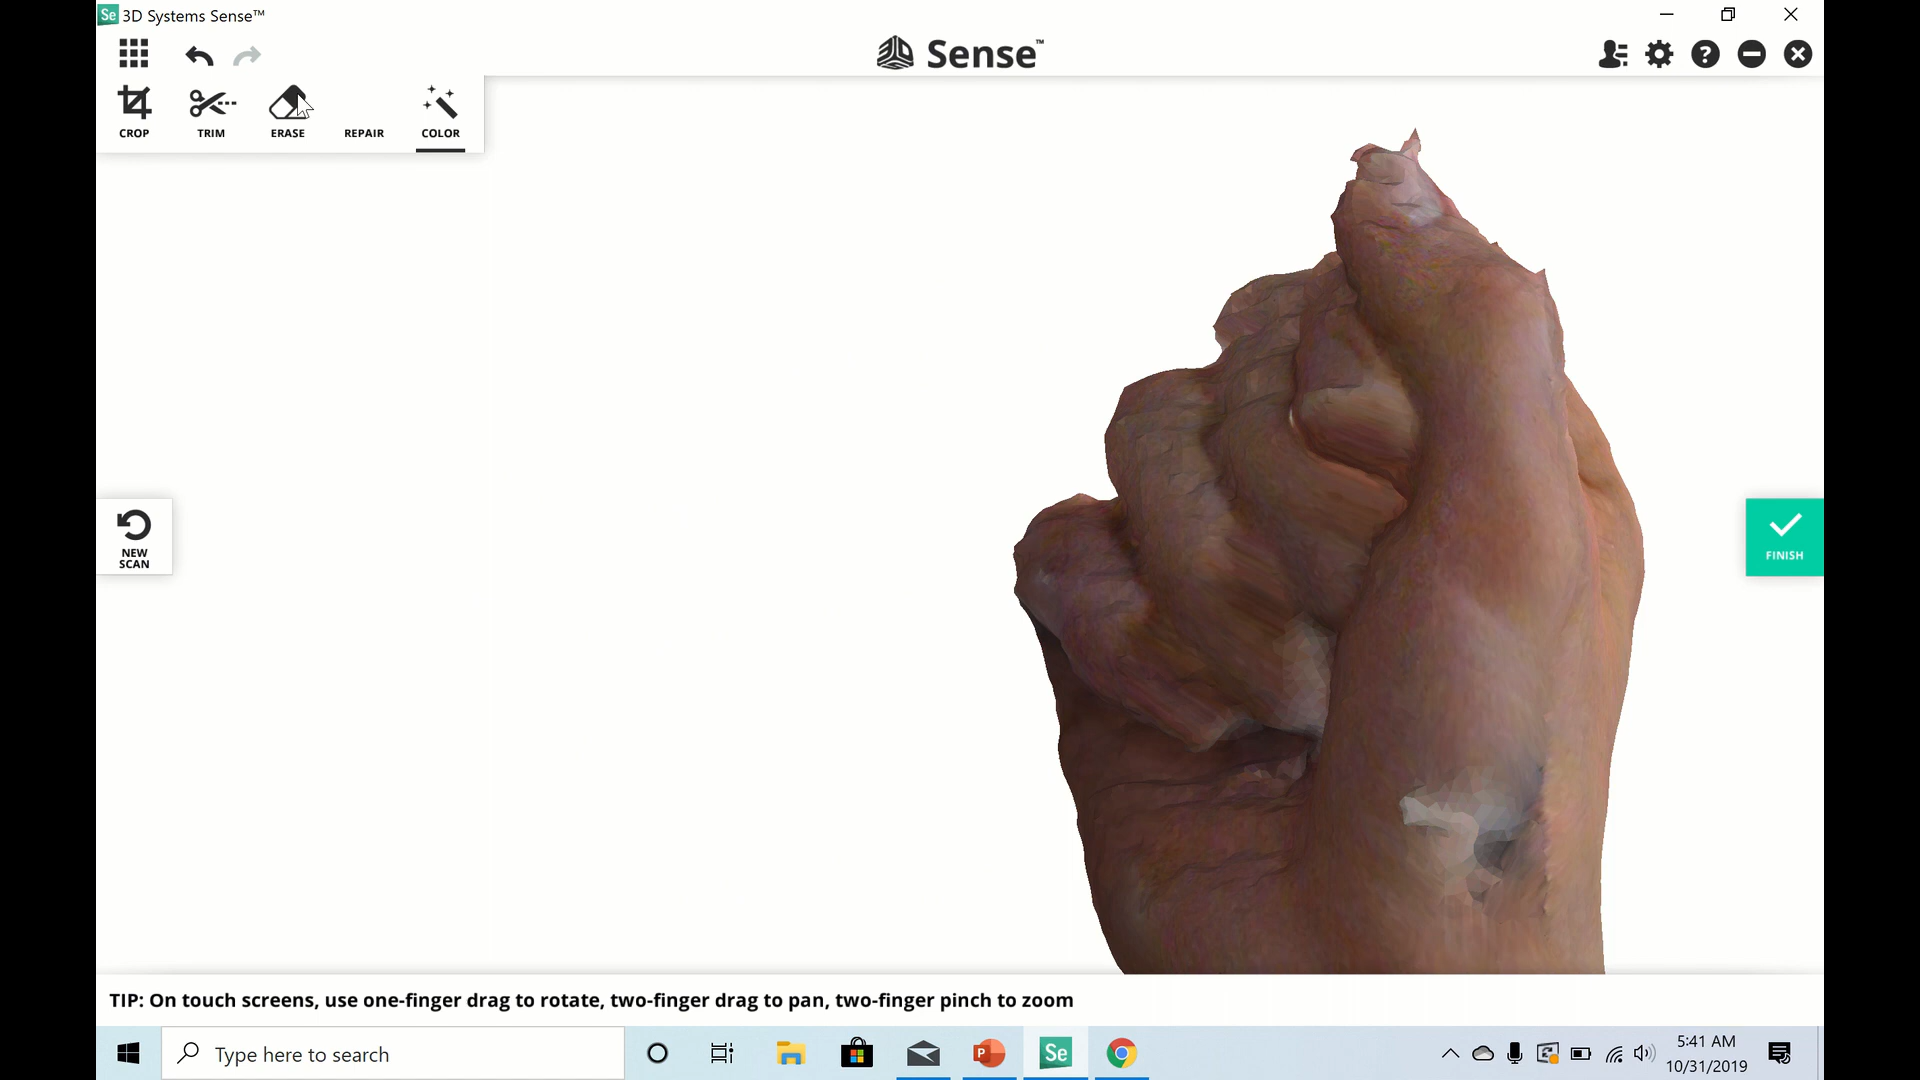 Se 3D Systems Sense™
Sense™
CROP
TRIM
ERASE
REPAIR
COLOR
NEW
SCAN
FINISH
TIP: On touch screens, use one-finger drag to rotate, two-finger drag to pan, two-finger pinch to zoom
Type here to search
P
Se
5:41 AM
10/31/2019